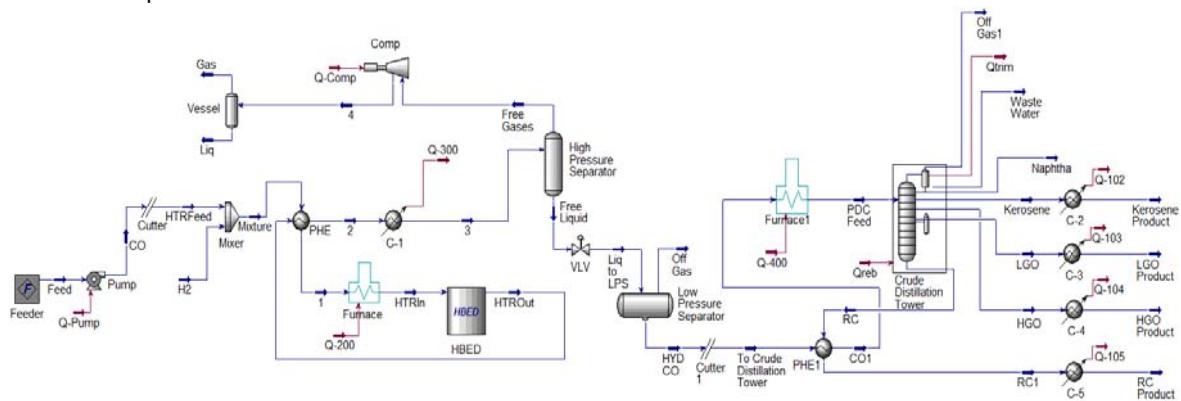 Off
Gas1
Comp
Qtrim
Gas
Q-Comp
Waste
Water
Vessel
4
Free
Gases
Naphtha
Liq
Q-300
High
Pressure
Separator
Q-102
Cutter
HTRFeed
Mixture
Furnace1
PDC
Feed
Kerosene
C-2
Kerosene
Product
Free
Liquid
PHE
2
C-1
3
Mixer
CO
Q-103
Q-400
VLV
Liq
to
LPS
Off
Gas
LGO
C-3
LGO
Product
Qreb
Crude
Distillation
Tower
Feed
Pump
H2
F
Feeder
Q-Pump
1
Furnace
HTRIn
HBED
HTROut
Q-200
HBED
Low
Pressure
Separator
RC
Q-104
HGO
C-4
HGO
Product
HYD
CO
Cutter
1
To Crude
Distillation
Tower
PHE1
CO1
Q-105
RC1
C-5
RC
Product